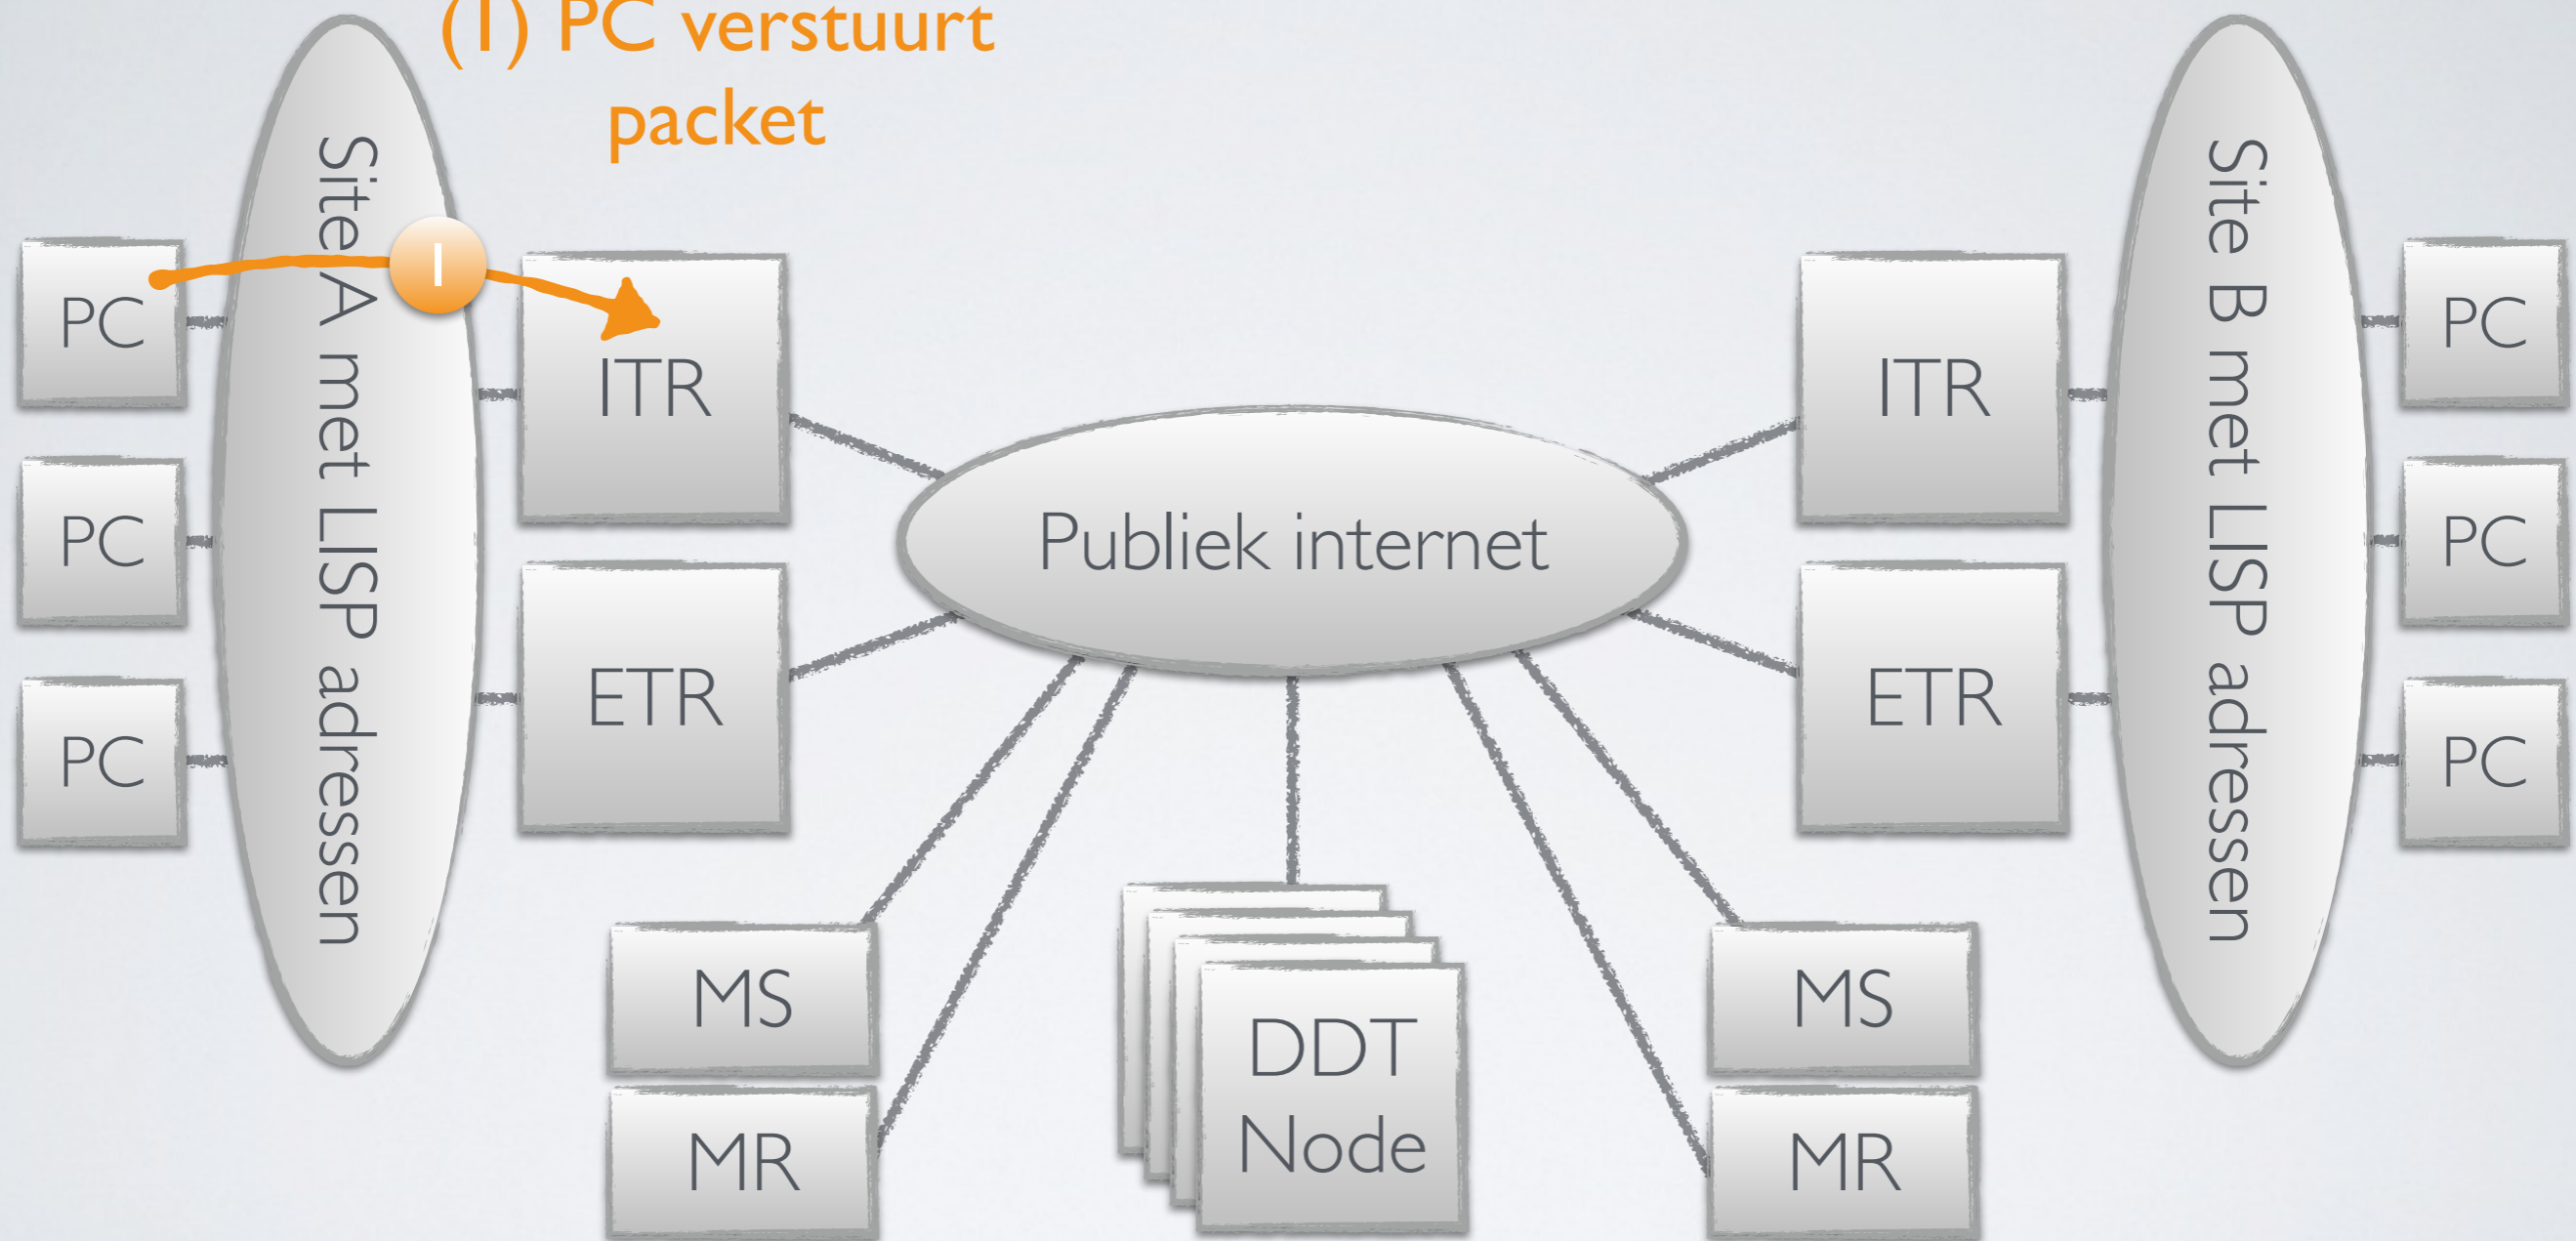 (1) PC verstuurt
packet
Site A met LISP adressen
Site B met LISP adressen
1
PC
PC
PC
ITR
ETR
Publiek internet
ITR
ETR
PC
PC
PC
MS
MR
DDT
Node
MS
MR